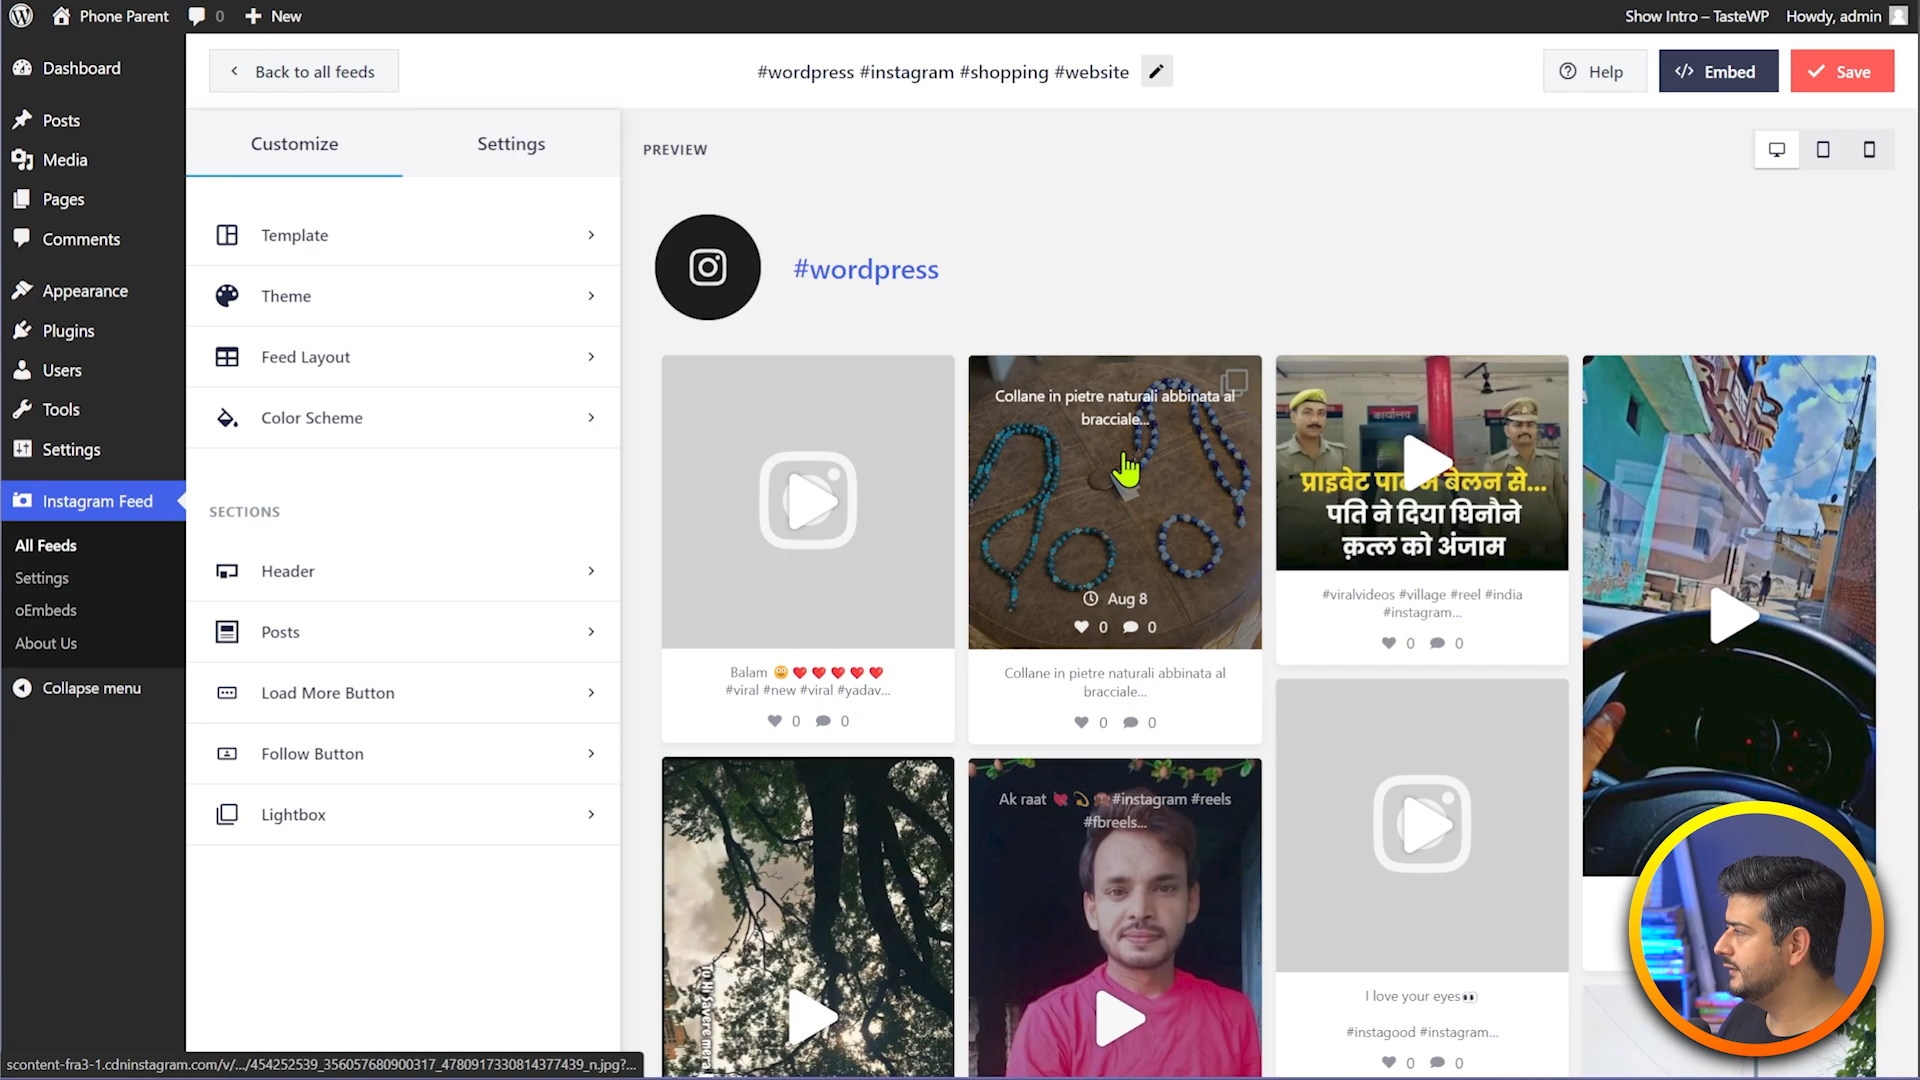 Phone Parent
0
New
Show Intro – TasteWP
Howdy, admin
Dashboard
Posts
Media
Pages
Comments
Appearance
Plugins
Users
Tools
Settings
Instagram Feed
All Feeds
Settings
oEmbeds
About Us
Collapse menu
Back to all feeds
#wordpress #instagram #shopping #website
Help
</> Embed
Save
Customize
Settings
Template
Theme
Feed Layout
Color Scheme
SECTIONS
Header
Posts
Load More Button
Follow Button
Lightbox
PREVIEW
#wordpress
Balam 😳❤️❤️❤️❤️❤️
#viral #new #viral #yadav...
0 0
Collane in pietre naturali abbinata al
bracciale...
Aug 8
0 0
Collane in pietre naturali abbinata al
bracciale...
0 0
कार्यालय
बेलन से...
पति ने दिया घिनौने
क़त्ल को अंजाम
#viralvideos #village #reel #india
#instagram...
0 0
Ak raat 💘 💫 #instagram #reels
#fbreels...
I love your eyes👀
#instagood #instagram...
0 0
scontent-fra3-1.cdninstagram.com/v/.../454252539_356057680900317_4780917330814377439_n.jpg?...